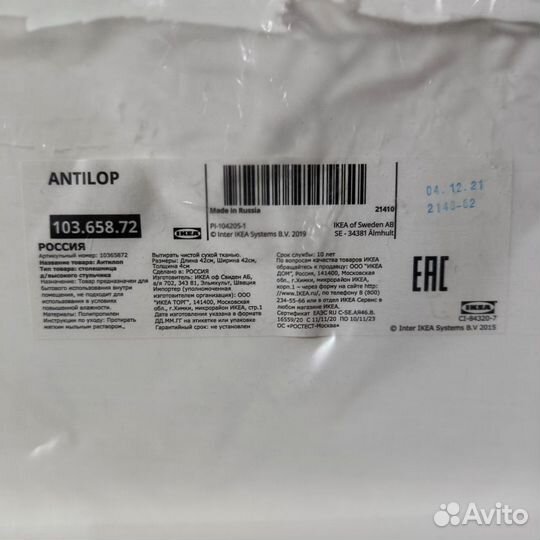 ANTILOP
103.658.72
РОССИЯ
Артикульный номер: 10365872
Название товара: Антилоп
Тип товара: столешница
д/высокого стульчика
Назначение: Товар предназначен для
бытового использования внутри
помещения, не подходит для
использования в условиях
повышенной влажности.
Материалы: Полипропилен
Инструкция по уходу: Протирать
мягким мыльным раствором.,
Made in Russia
21410
IKEA
PI-104205-1
© Inter IKEA Systems B.V. 2019
IKEA of Sweden AB
SE - 34381 Älmhult
Вытирать чистой сухой тканью.
Размеры: Длина 42см, Ширина 42см,
Толщина 4см
Сделано в: РОССИЯ
Изготовитель: ИКЕА оф Свиден АБ,
а/я 702, 343 81, Эльмхульт, Швеция
Импортер (уполномоченная
изготовителем организация): ООО
"ИКЕА ТОРГ", 141400, Московская
обл., г.Химки, микрорайон ИКЕА, стр.1
Дата изготовления указана в формате
ДД.ММ.ГГ на этикетке или упаковке
Гарантийный срок: не установлен
Срок службы: 10 лет
По вопросам качества товаров ИКЕА
обращайтесь к продавцу: ООО "ИКЕА
ДОМ", Россия, 141400, Московская
обл., г.Химки, микрорайон ИКЕА,
корп.1 – через форму на сайте http:
//www.IKEA.ru/, по телефону 8 (800)
234-55-66 или в отдел IKEA Сервис в
Вашем магазине ИКЕА.
Сертификат ЕАЭС RU C-SE.АЯ46.В.
16559/20 С 11/11/20 ПО 10/11/23
ОС «РОСТЕСТ-Москва»
04.12.21
2148-62
EAC
IKEA
CI-84320-7
© Inter IKEA Systems B.V 2015
Avito